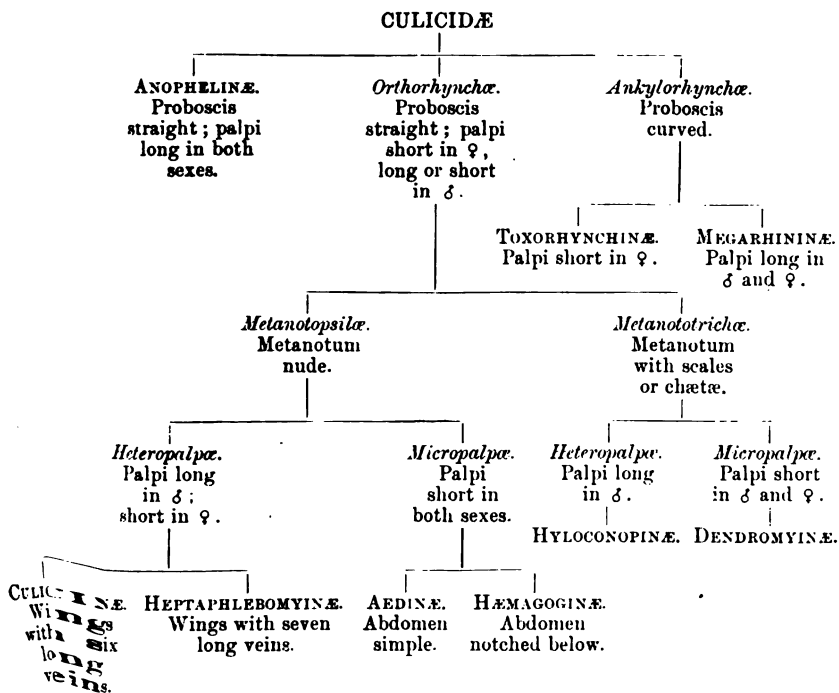 CULICIDÆ
ANOPHELINÆ.
Proboscis
straight; palpi
long in both
sexes.
Orthorhynchæ.
Proboscis
straight; palpi
short in ♀,
long or short
in ♂.
Ankylorhynchæ.
Proboscis
curved.
TOXORHYNCHINÆ.
Palpi short in ♀.
MEGARHININÆ.
Palpi long in
♂ and ♀.
Metanotopsilæ.
Metanotum
nude.
Metanototrichæ.
Metanotum
with scales
or chætæ.
Heteropalpæ.
Palpi long
in ♂;
short in ♀.
Micropalpæ.
Palpi
short in
both sexes.
Heteropalpæ.
Palpi long
in ♂.
HYLOCONOPINÆ.
Micropalpæ.
Palpi short
in ♂ and ♀.
DENDROMYINÆ.
CULICINÆ.
Wings
with six
long
veins.
HEPTAPHLEBOMYINÆ.
Wings with seven
long veins.
AEDINÆ.
Abdomen
simple.
HÆMAGOGINÆ.
Abdomen
notched below.